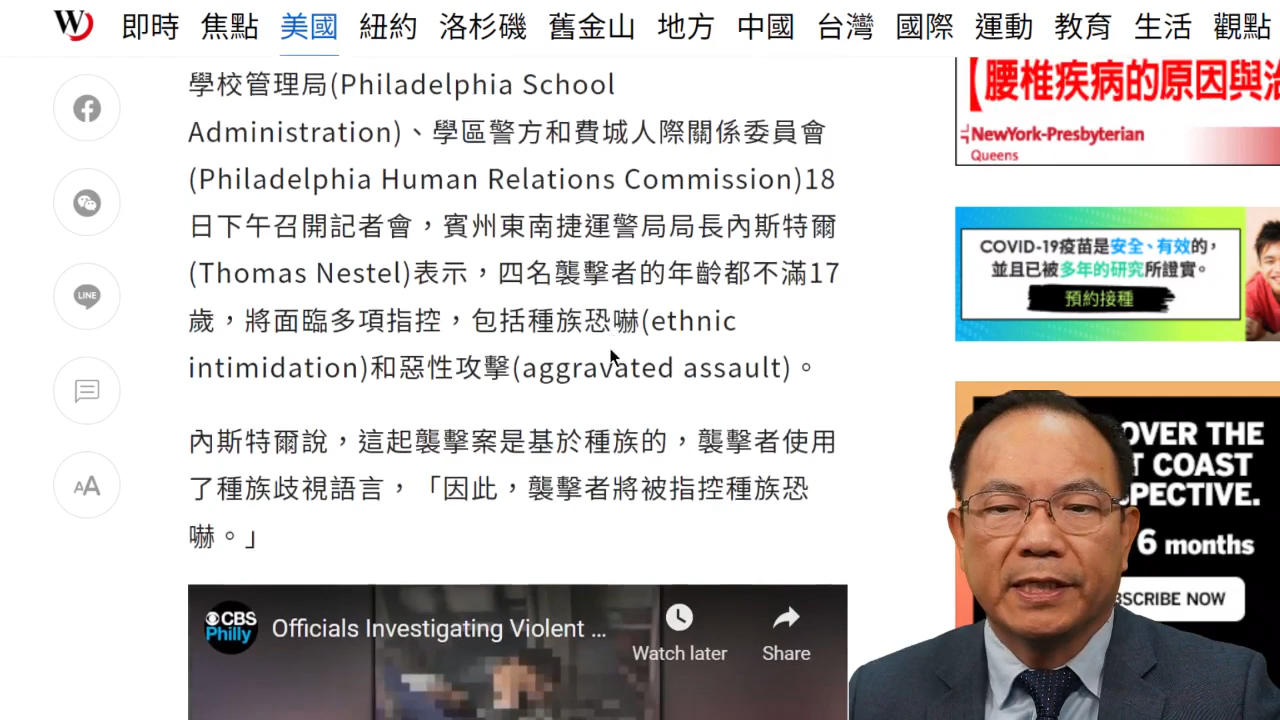 W 即時 焦點 美國 紐約 洛杉磯 舊金山 地方 中國 台灣 國際 運動 教育 生活 觀點
學校管理局(Philadelphia School
Administration)、學區警方和費城人際關係委員會
(Philadelphia Human Relations Commission)18
日下午召開記者會，賓州東南捷運警局局長內斯特爾
(Thomas Nestel)表示，四名襲擊者的年齡都不滿17
歲，將面臨多項指控，包括種族恐嚇(ethnic
intimidation)和惡性攻擊(aggravated assault)。
內斯特爾說，這起襲擊案是基於種族的，襲擊者使用
了種族歧視語言，「因此，襲擊者將被指控種族恐
嚇。」
CBS
Philly
Officials Investigating Violent ...
Watch later
Share
LINE
AA
【腰椎疾病的原因與治
NewYork-Presbyterian
Queens
COVID-19疫苗是安全、有效的，
並且已被多年的研究所證實。
預約接種
OVER THE
T COAST
SPECTIVE.
6 months
BSCRIBE NOW